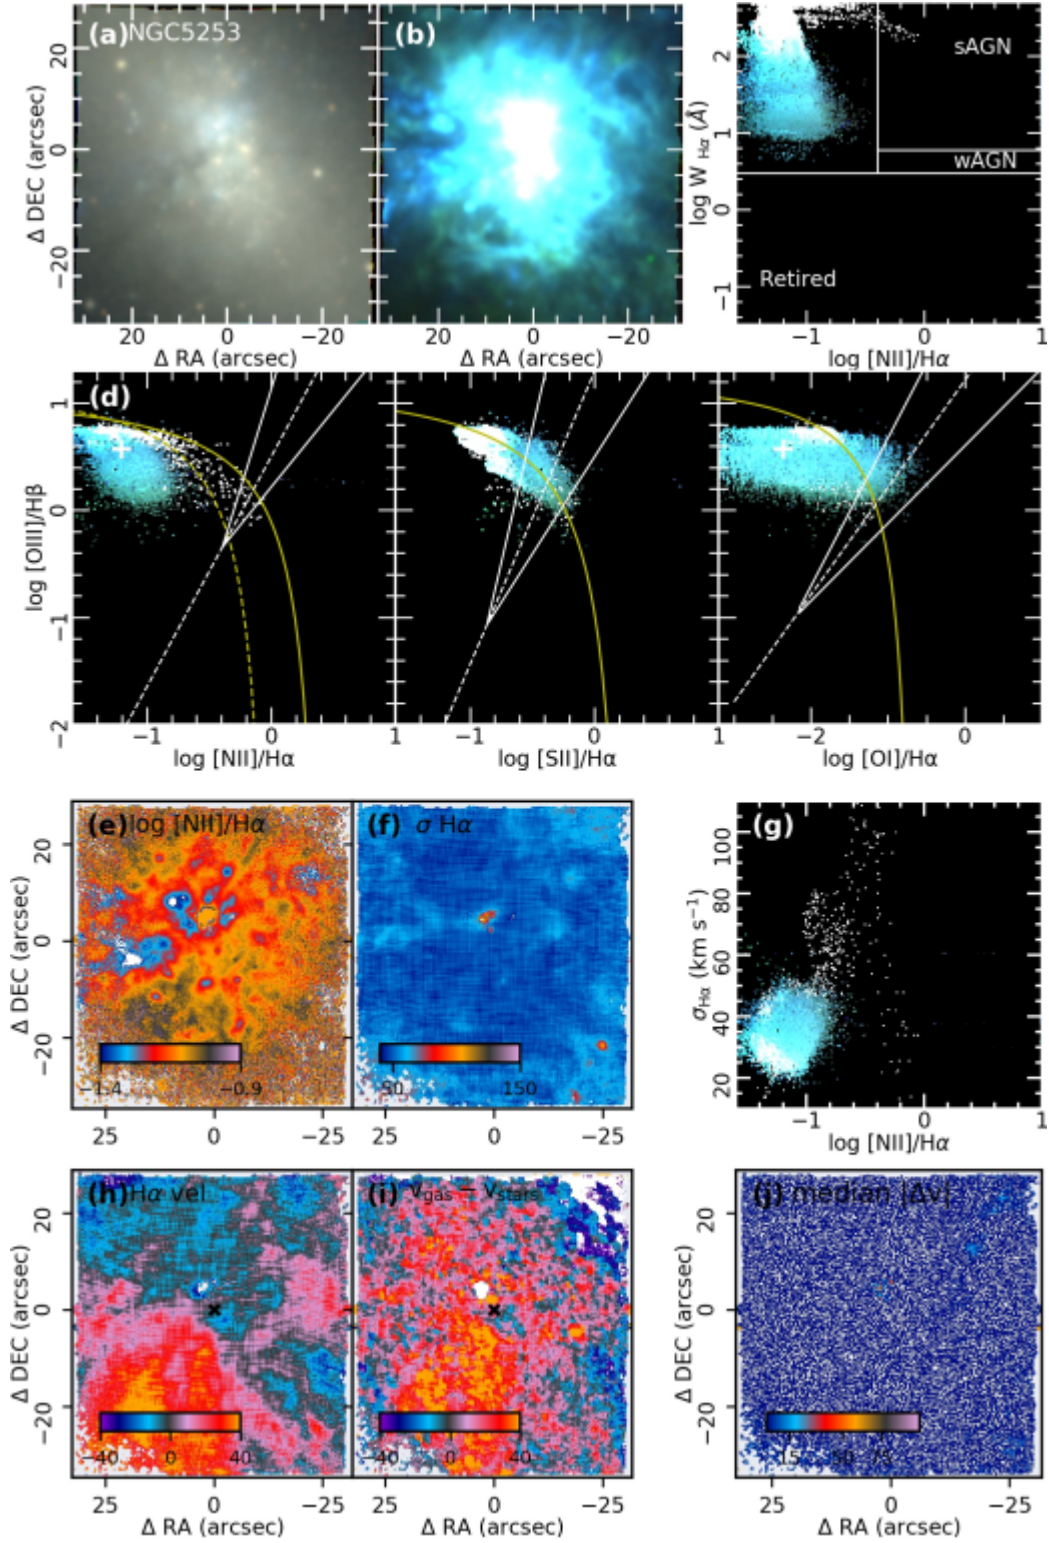 (a) NGC5253
(b)
Δ DEC (arcsec)
20
0
−20
20
0
−20
Δ RA (arcsec)
20
0
−20
Δ RA (arcsec)
log W Hα (Å)
2
1
0
−1
sAGN
wAGN
Retired
−1
0
1
log [NII]/Hα
(d)
log [OIII]/Hβ
1
0
−1
−2
−1
0
1
log [NII]/Hα
−1
0
1
log [SII]/Hα
−2
0
log [OI]/Hα
(e) log [NII]/Hα
Δ DEC (arcsec)
20
0
−20
−1.4
−0.9
25
0
−25
(f) σ Hα
50
150
25
0
−25
(g)
σHα (km s⁻¹)
100
80
60
40
20
−1
0
1
log [NII]/Hα
(h) Hα vel
Δ DEC (arcsec)
20
0
−20
−40
0
40
25
0
−25
Δ RA (arcsec)
(i) vgas − vstars
−40
0
40
25
0
−25
Δ RA (arcsec)
(j) median |Δv|
Δ DEC (arcsec)
20
0
−20
15
50
75
25
0
−25
Δ RA (arcsec)